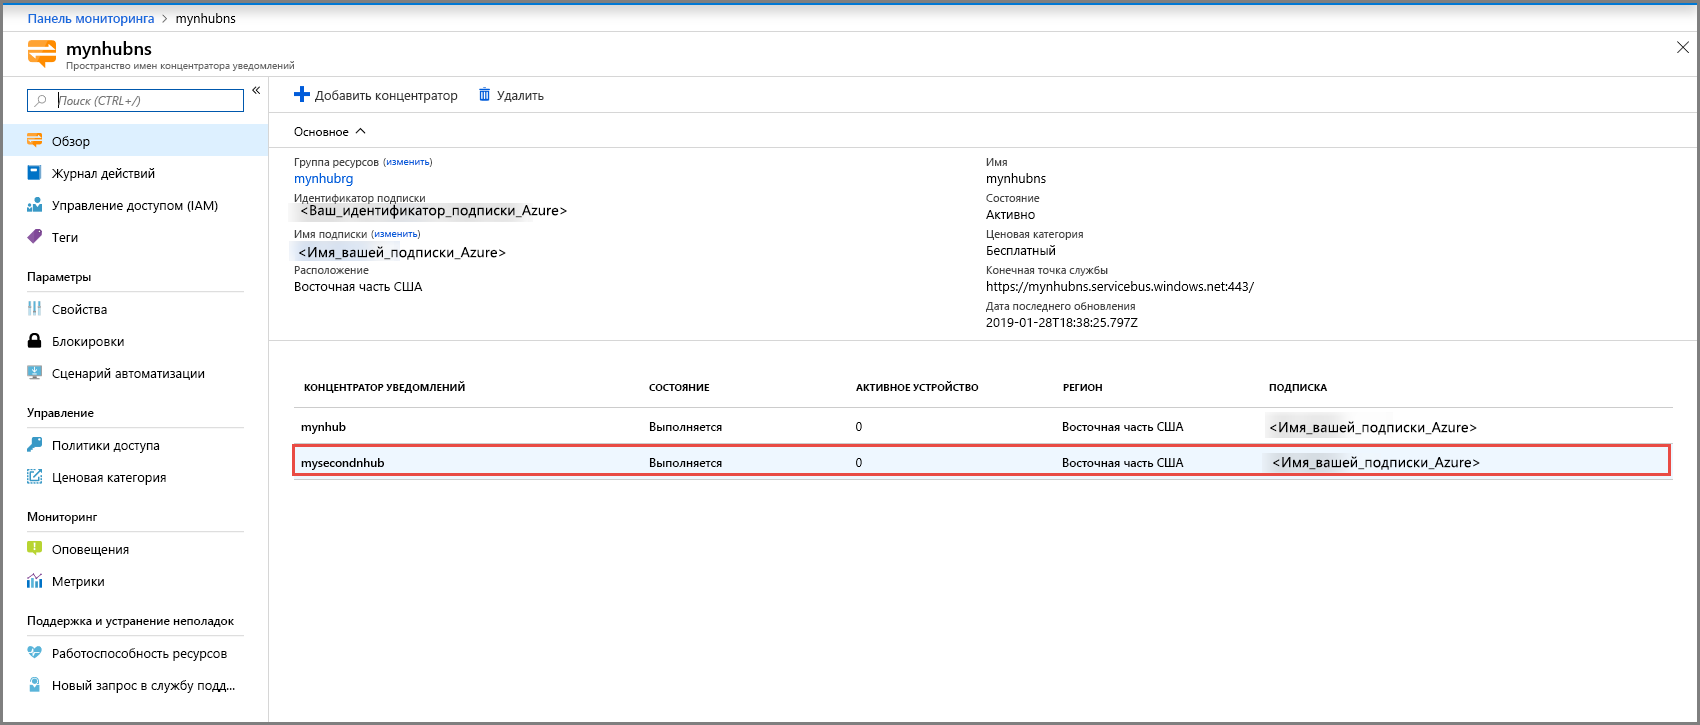 Панель мониторинга > mynhubns
mynhubns
Пространство имен концентратора уведомлений
Поиск (CTRL+/)
«
Обзор
Журнал действий
Управление доступом (IAM)
Теги
Параметры
Свойства
Блокировки
Сценарий автоматизации
Управление
Политики доступа
Ценовая категория
Мониторинг
Оповещения
Метрики
Поддержка и устранение неполадок
Работоспособность ресурсов
Новый запрос в службу подд...
Добавить концентратор Удалить
Основное
Группа ресурсов (изменить)
mynhubrg
Идентификатор подписки
<Ваш_идентификатор_подписки_Azure>
Имя подписки (изменить)
<Имя_вашей_подписки_Azure>
Расположение
Восточная часть США
Имя
mynhubns
Состояние
Активно
Ценовая категория
Бесплатный
Конечная точка службы
https://mynhubns.servicebus.windows.net:443/
Дата последнего обновления
2019-01-28T18:38:25.797Z
КОНЦЕНТРАТОР УВЕДОМЛЕНИЙ СОСТОЯНИЕ АКТИВНОЕ УСТРОЙСТВО РЕГИОН ПОДПИСКА
mynhub Выполняется 0 Восточная часть США <Имя_вашей_подписки_Azure>
mysecondnhub Выполняется 0 Восточная часть США <Имя_вашей_подписки_Azure>